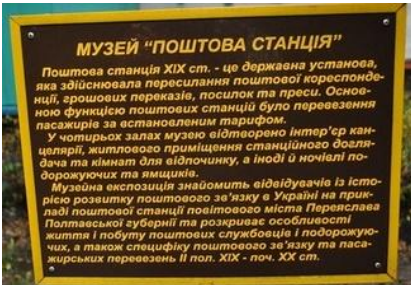 МУЗЕЙ "ПОШТОВА СТАНЦІЯ"
Поштова станція XIX ст. - це державна установа,
яка здійснювала пересилання поштової кореспонде-
нції, грошових переказів, посилок та преси. Основ-
ною функцією поштових станцій було перевезення
пасажирів за встановленим тарифом.
У чотирьох залах музею відтворено інтер'єр кан-
целярії, житлового приміщення станційного догля-
дача та кімнат для відпочинку, а іноді й ночівлі по-
дорожуючих та ямщиків.
Музейна експозиція знайомить відвідувачів із істо-
рією розвитку поштового зв'язку в Україні на прик-
ладі поштової станції повітового міста Переяслава
Полтавської губернії та розкриває особливості
життя і побуту поштових службовців і подорожую-
чих, а також специфіку поштового зв'язку та паса-
жирських перевезень II пол. XIX - поч. XX ст.